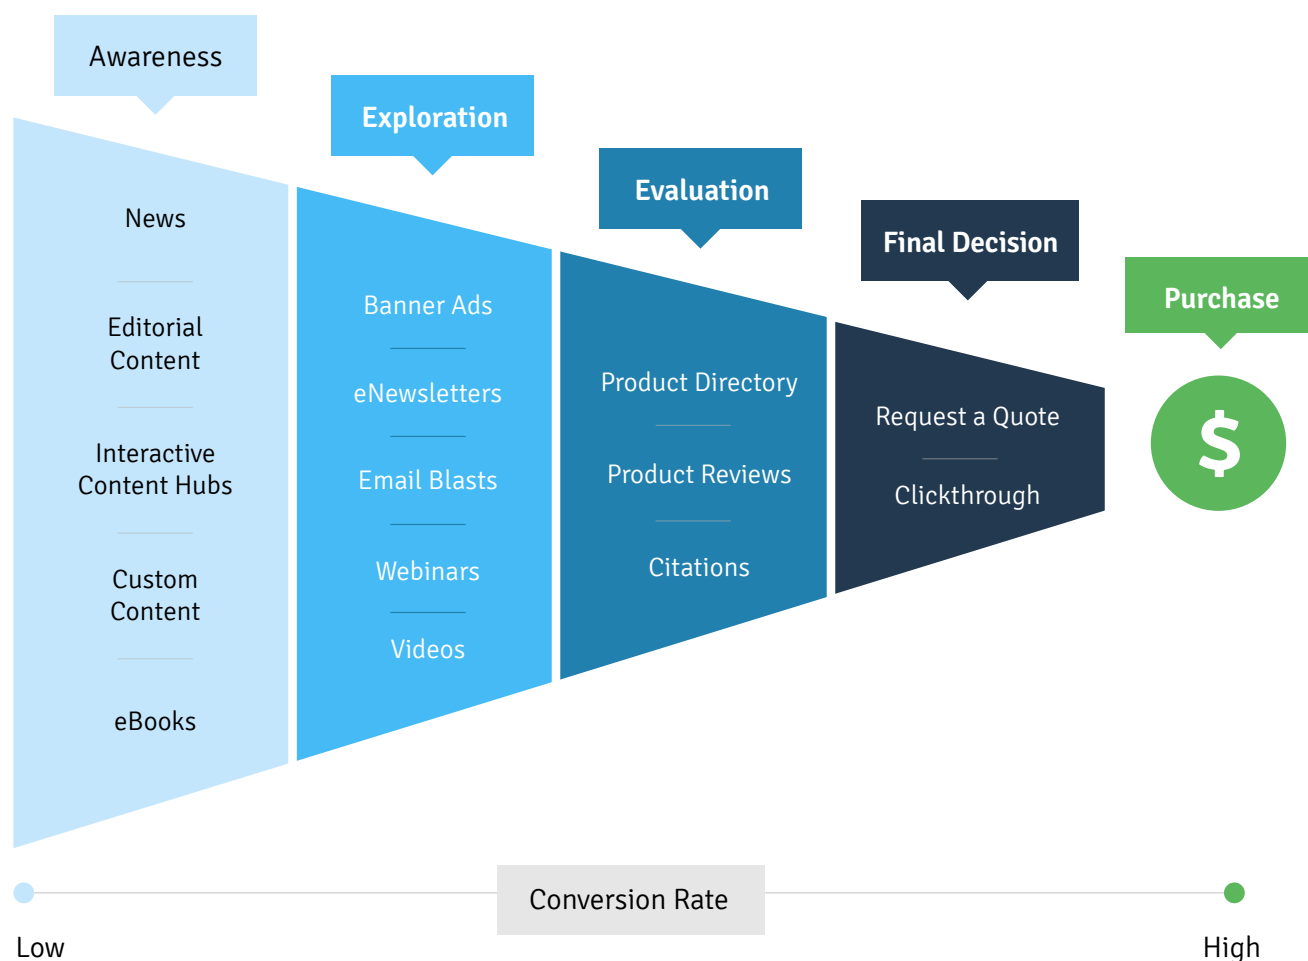 Awareness
News
Editorial
Content
Interactive
Content Hubs
Custom
Content
eBooks
Exploration
Banner Ads
eNewsletters
Email Blasts
Webinars
Videos
Evaluation
Product Directory
Product Reviews
Citations
Final Decision
Request a Quote
Clickthrough
Purchase
$
Conversion Rate
Low
High